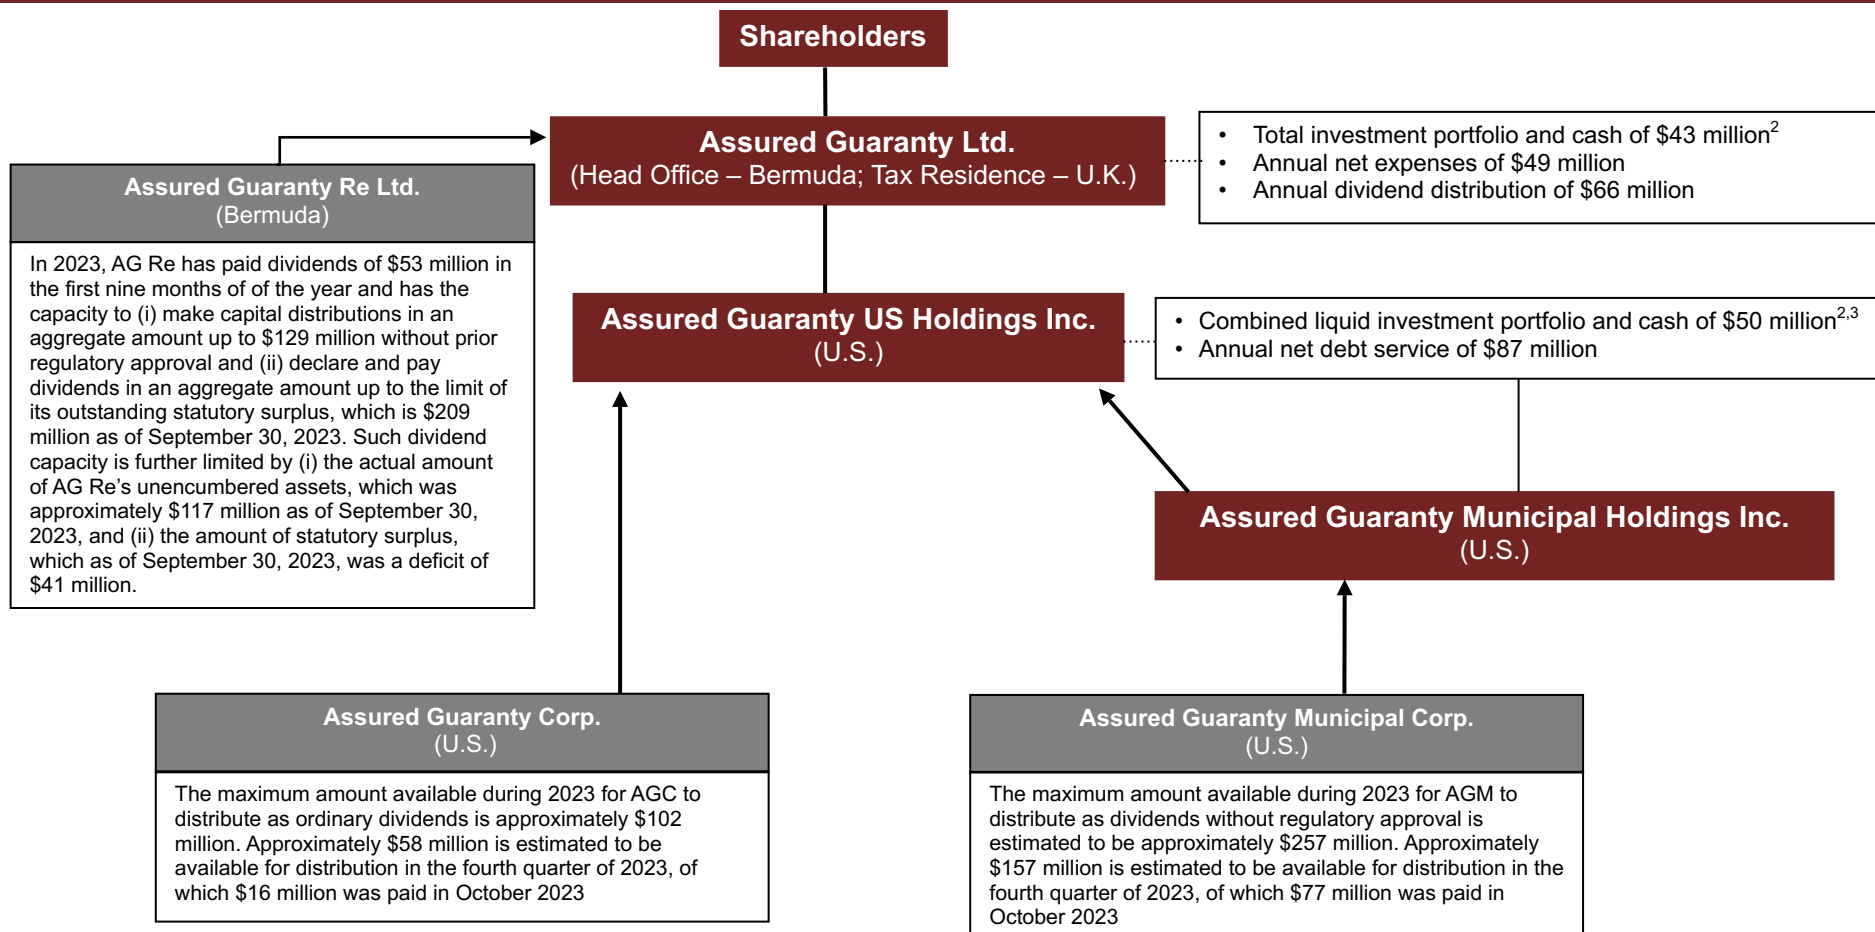 Shareholders
Assured Guaranty Ltd.
(Head Office – Bermuda; Tax Residence – U.K.)
• Total investment portfolio and cash of $43 million2
• Annual net expenses of $49 million
• Annual dividend distribution of $66 million
Assured Guaranty Re Ltd.
(Bermuda)
In 2023, AG Re has paid dividends of $53 million in
the first nine months of of the year and has the
capacity to (i) make capital distributions in an
aggregate amount up to $129 million without prior
regulatory approval and (ii) declare and pay
dividends in an aggregate amount up to the limit of
its outstanding statutory surplus, which is $209
million as of September 30, 2023. Such dividend
capacity is further limited by (i) the actual amount
of AG Re's unencumbered assets, which was
approximately $117 million as of September 30,
2023, and (ii) the amount of statutory surplus,
which as of September 30, 2023, was a deficit of
$41 million.
Assured Guaranty US Holdings Inc.
(U.S.)
• Combined liquid investment portfolio and cash of $50 million2,3
• Annual net debt service of $87 million
Assured Guaranty Municipal Holdings Inc.
(U.S.)
Assured Guaranty Corp.
(U.S.)
The maximum amount available during 2023 for AGC to
distribute as ordinary dividends is approximately $102
million. Approximately $58 million is estimated to be
available for distribution in the fourth quarter of 2023, of
which $16 million was paid in October 2023
Assured Guaranty Municipal Corp.
(U.S.)
The maximum amount available during 2023 for AGM to
distribute as dividends without regulatory approval is
estimated to be approximately $257 million. Approximately
$157 million is estimated to be available for distribution in the
fourth quarter of 2023, of which $77 million was paid in
October 2023